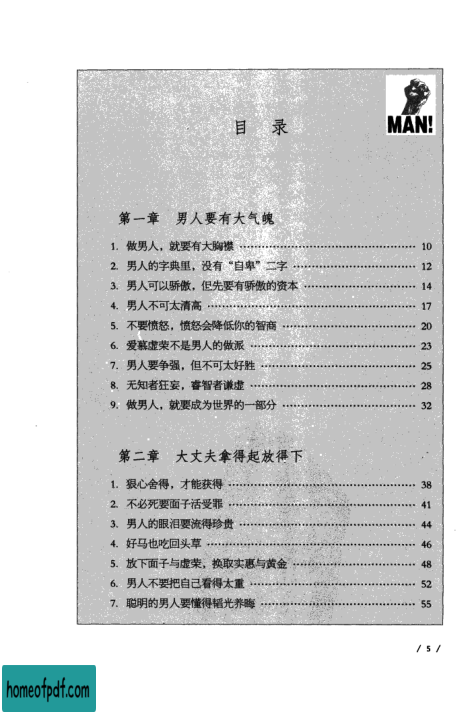 MAN!
目 录
第一章 男人要有大气魄
1. 做男人，就要有大胸襟 ………………………… 10
2. 男人的字典里，没有“自卑”二字 ………………………… 12
3. 男人可以骄傲，但先要有骄傲的资本 ………………………… 14
4. 男人不可太清高 ………………………… 17
5. 不要愤怒，愤怒会降低你的智商 ………………………… 20
6. 爱慕虚荣不是男人的做派 ………………………… 23
7. 男人要争强，但不可太好胜 ………………………… 25
8. 无知者狂妄，睿智者谦虚 ………………………… 28
9. 做男人，就要成为世界的一部分 ………………………… 32
第二章 大丈夫拿得起放得下
1. 狠心舍得，才能获得 ………………………… 38
2. 不必死要面子活受罪 ………………………… 41
3. 男人的眼泪要流得珍贵 ………………………… 44
4. 好马也吃回头草 ………………………… 46
5. 放下面子与虚荣，换取实惠与黄金 ………………………… 48
6. 男人不要把自己看得太重 ………………………… 52
7. 聪明的男人要懂得韬光养晦 ………………………… 55
/ 5 /
homeofpdf.com